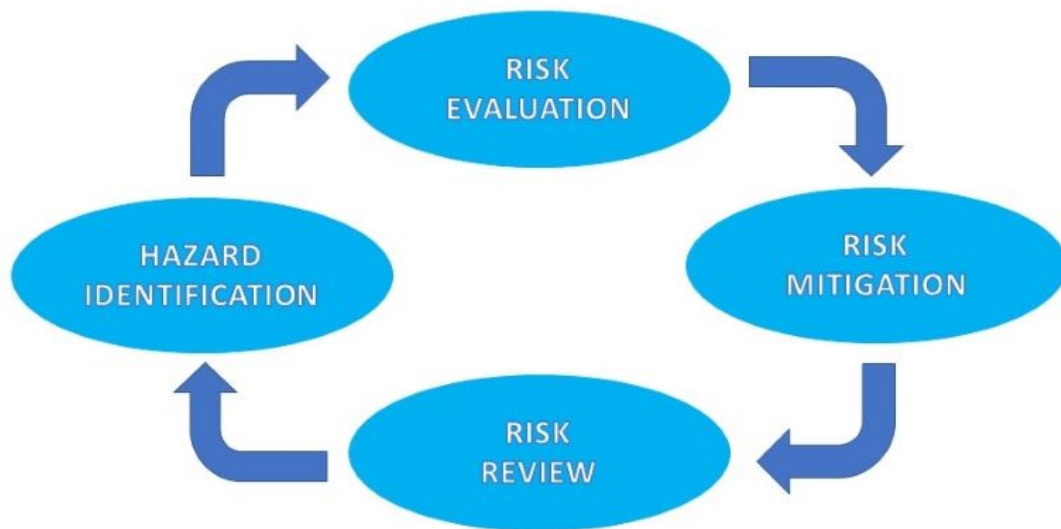 RISK
EVALUATION
HAZARD
IDENTIFICATION
RISK
MITIGATION
RISK
REVIEW